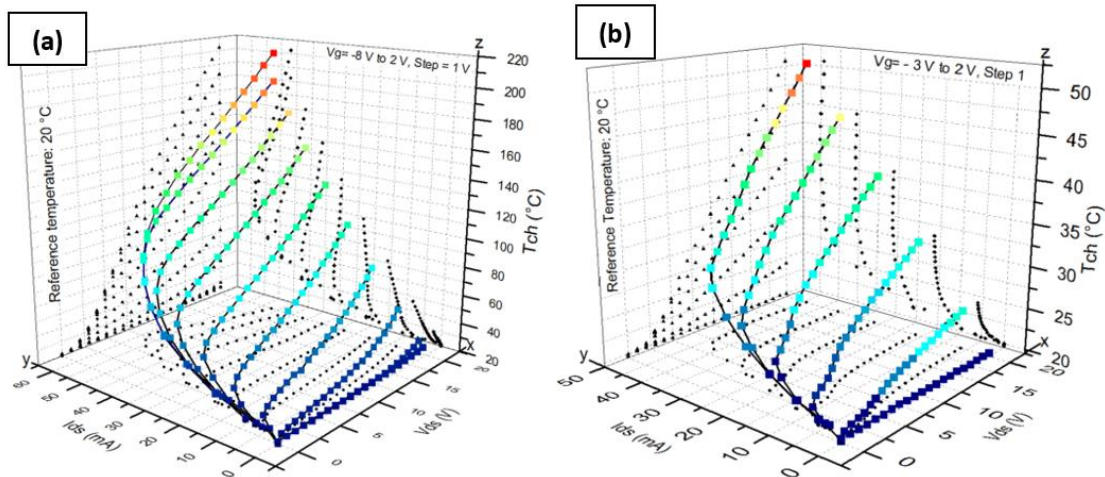 (a)
Vg= -8 V to 2 V, Step = 1 V
Reference temperature: 20 °C
z
220
200
180
160
140
120
100
80
60
40
Tch (°C)
x
20
15
10
5
0
Vds (V)
y
60
50
40
30
20
10
0
Ids (mA)
(b)
Vg= - 3 V to 2 V, Step 1
Reference Temperature: 20 °C
z
50
45
40
35
30
25
20
Tch (°C)
x
20
15
10
5
0
Vds (V)
y
50
40
30
20
10
0
Ids (mA)